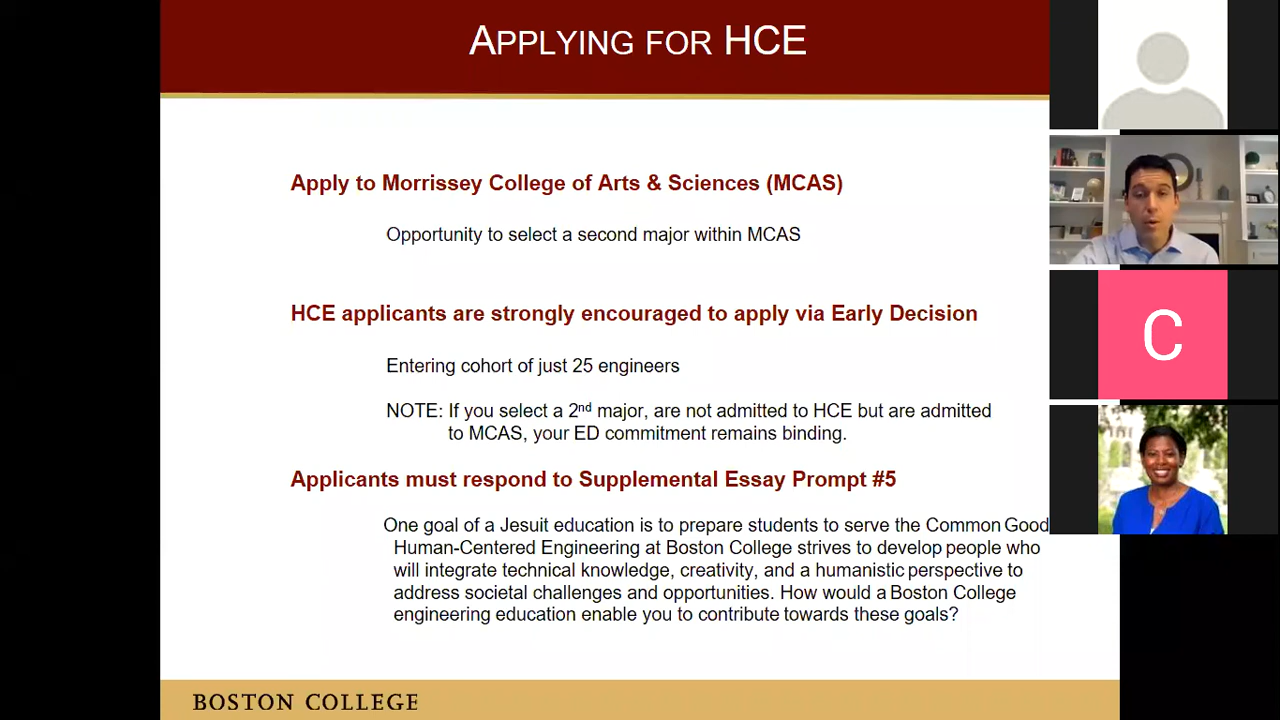 APPLYING FOR HCE
Apply to Morrissey College of Arts & Sciences (MCAS)
Opportunity to select a second major within MCAS
HCE applicants are strongly encouraged to apply via Early Decision
Entering cohort of just 25 engineers
NOTE: If you select a 2nd major, are not admitted to HCE but are admitted
to MCAS, your ED commitment remains binding.
Applicants must respond to Supplemental Essay Prompt #5
One goal of a Jesuit education is to prepare students to serve the Common Good
Human-Centered Engineering at Boston College strives to develop people who
will integrate technical knowledge, creativity, and a humanistic perspective to
address societal challenges and opportunities. How would a Boston College
engineering education enable you to contribute towards these goals?
BOSTON COLLEGE
C